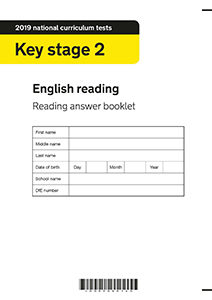 2019 national curriculum tests
Key stage 2
English reading
Reading answer booklet
First name
Middle name
Last name
Date of birth Day Month Year
School name
DfE number